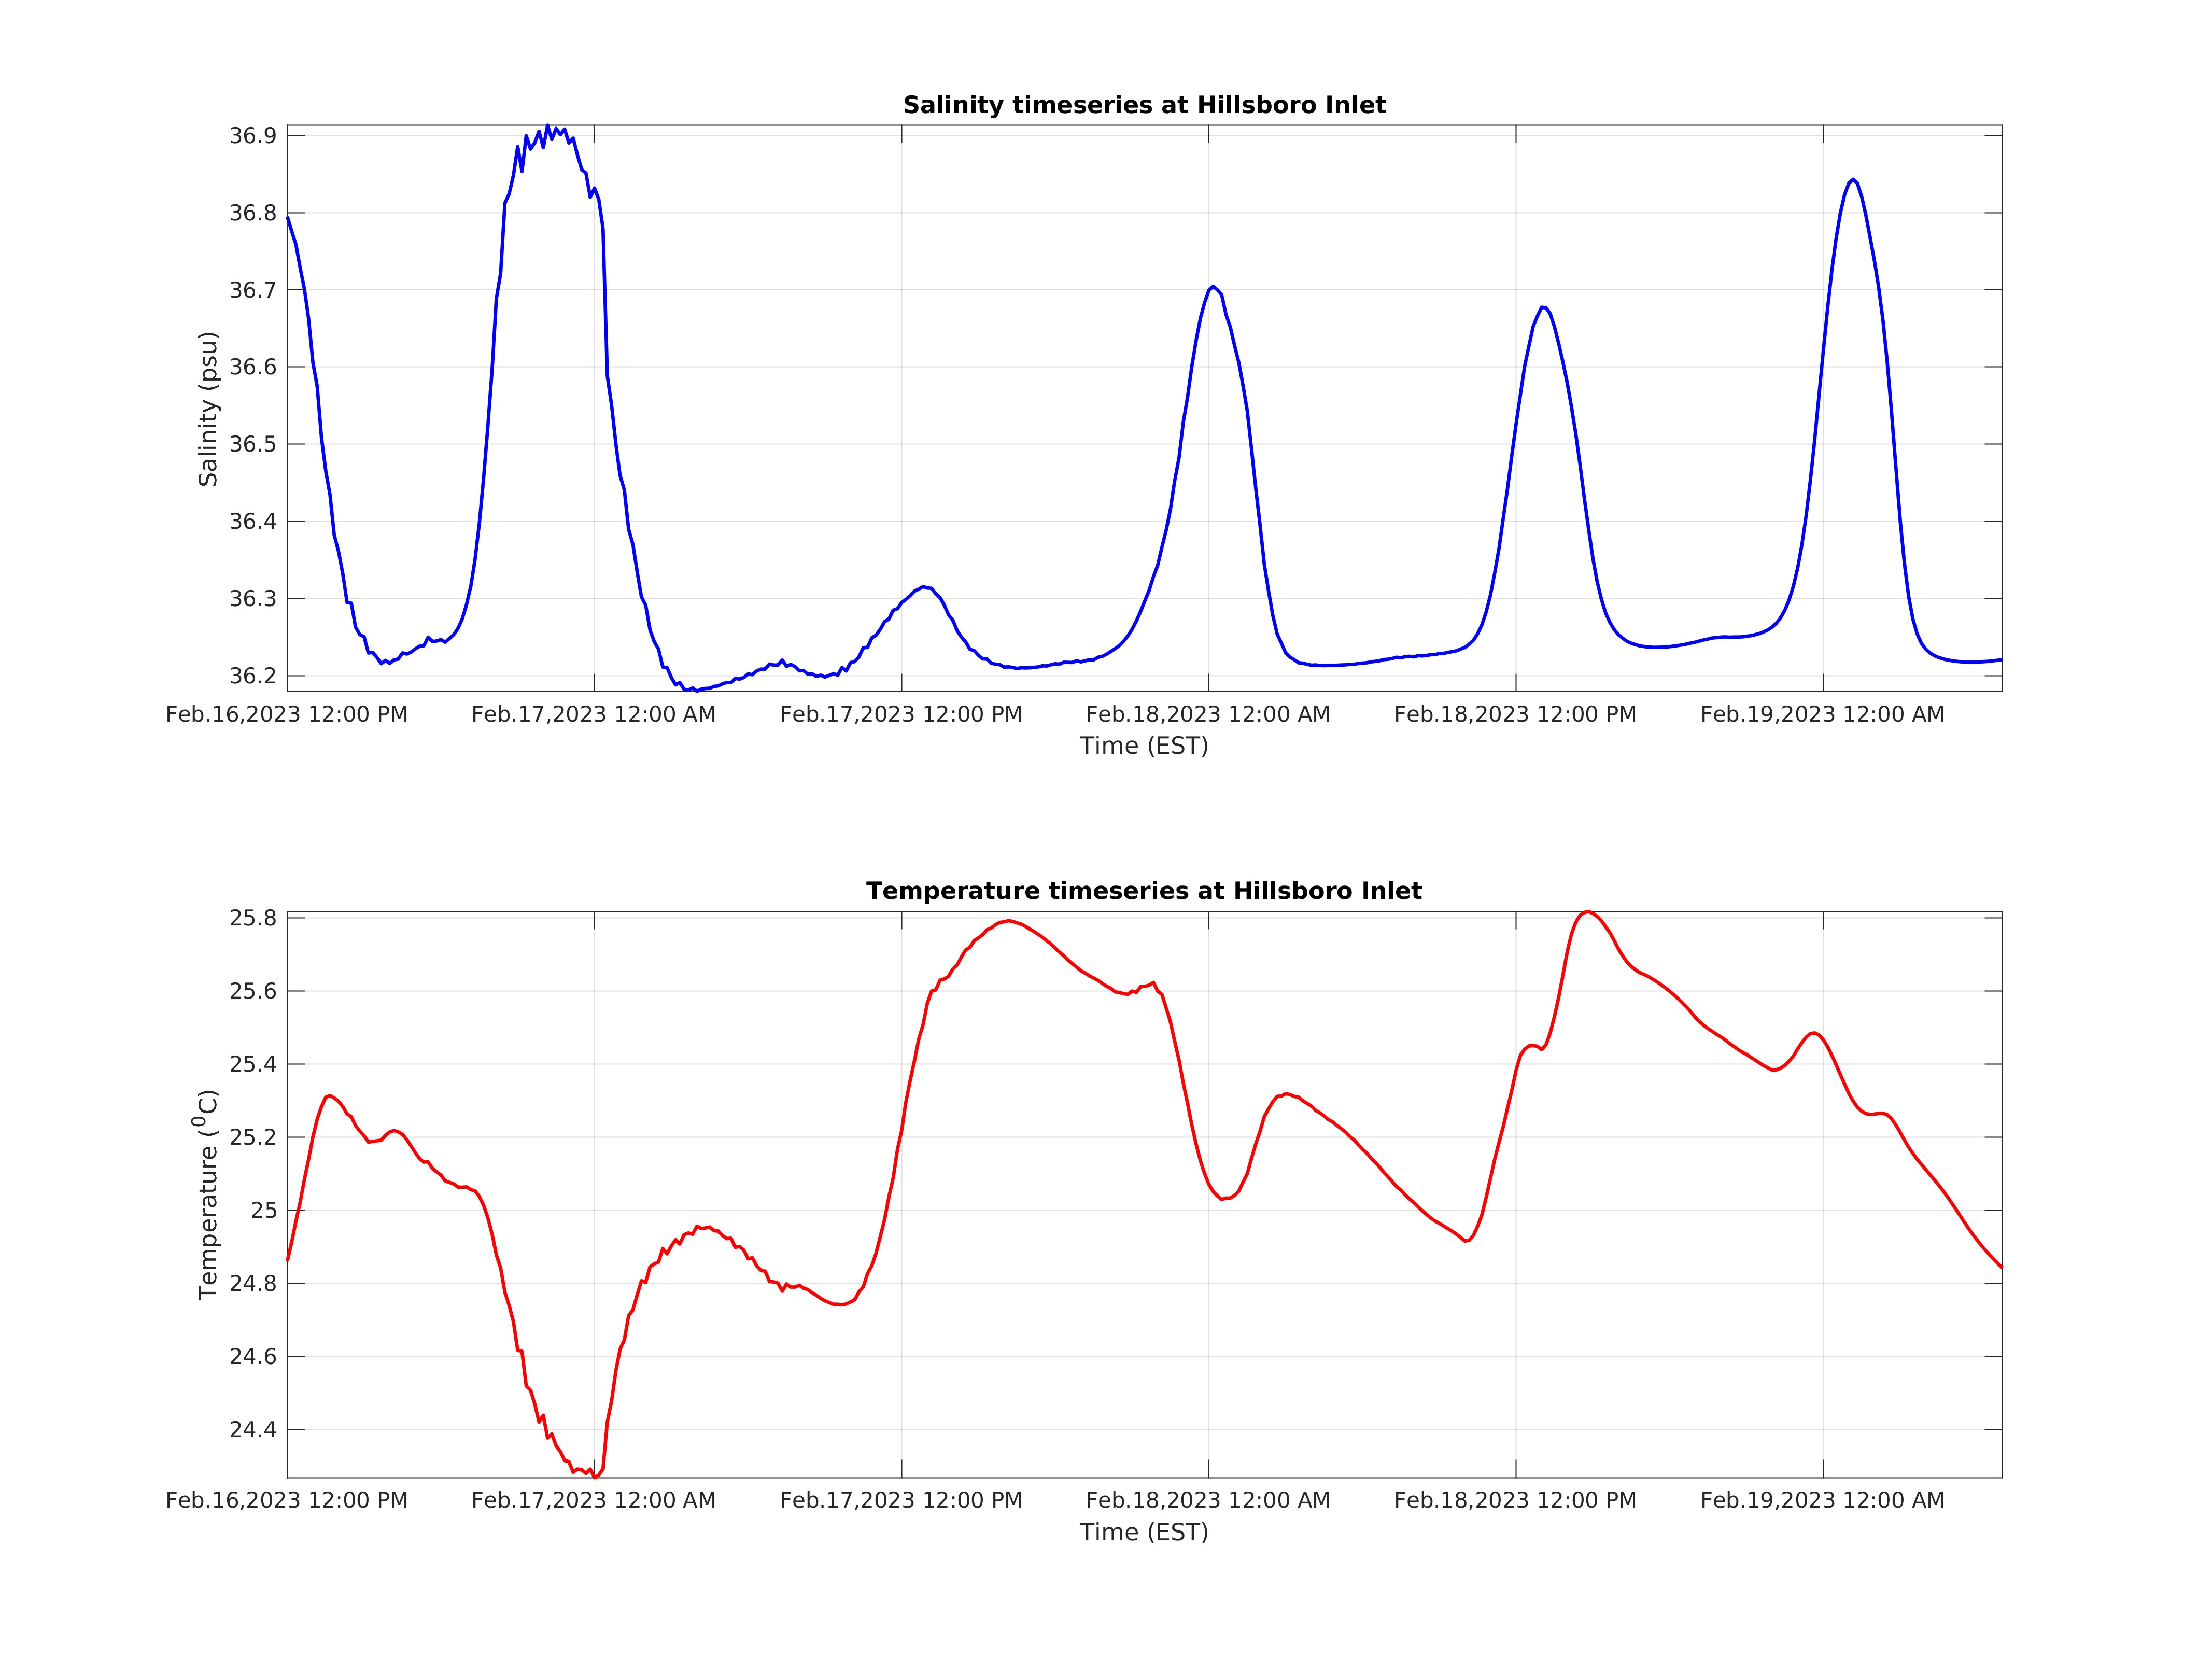 Salinity timeseries at Hillsboro Inlet
36.9
36.8
36.7
36.6
36.5
36.4
36.3
36.2
Salinity (psu)
Feb.16,2023 12:00 PM Feb.17,2023 12:00 AM Feb.17,2023 12:00 PM Feb.18,2023 12:00 AM Feb.18,2023 12:00 PM Feb.19,2023 12:00 AM
Time (EST)
Temperature timeseries at Hillsboro Inlet
25.8
25.6
25.4
25.2
25
24.8
24.6
24.4
Temperature (⁰C)
Feb.16,2023 12:00 PM Feb.17,2023 12:00 AM Feb.17,2023 12:00 PM Feb.18,2023 12:00 AM Feb.18,2023 12:00 PM Feb.19,2023 12:00 AM
Time (EST)